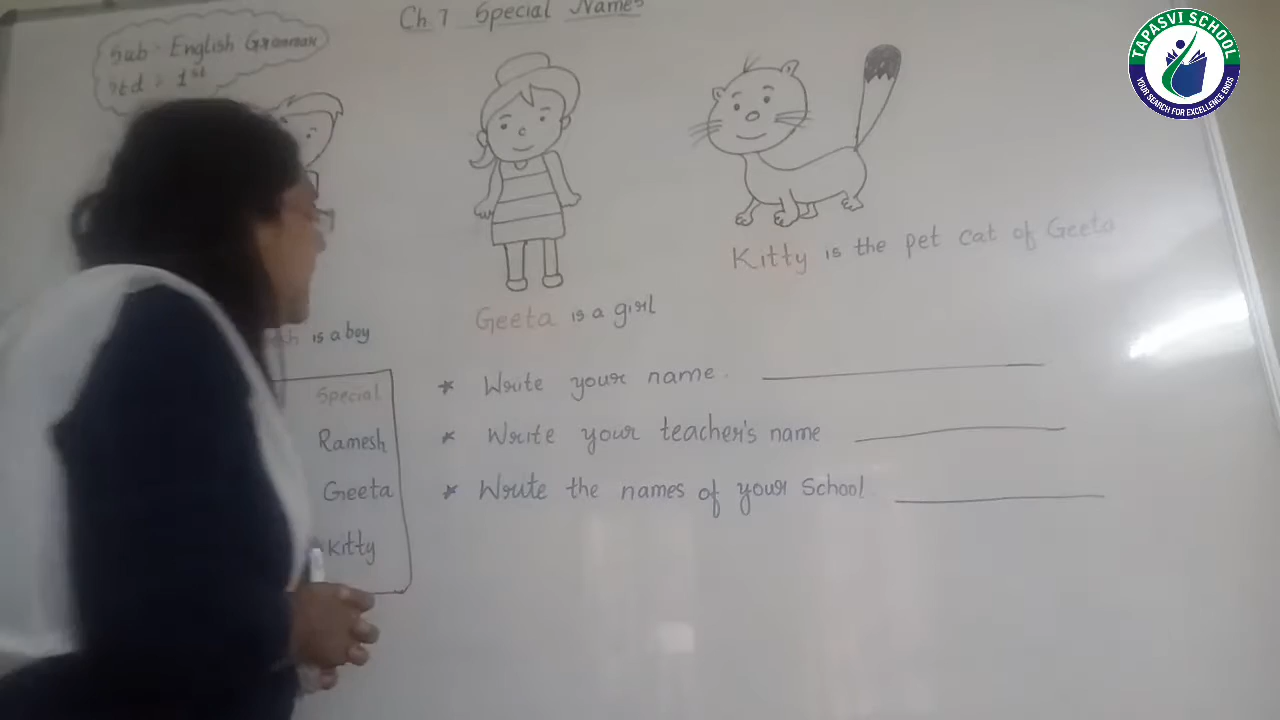 Ch.7 Special Names
Sub: English Grammar
Std : 1st
TAPASVI SCHOOL
YOUR SEARCH FOR EXCELLENCE ENDS
is a boy
Geeta is a girl
Kitty is the pet cat of Geeta
Special
Ramesh
Geeta
Kitty
* Write your name.
* Write your teacher's name
* Write the names of your School